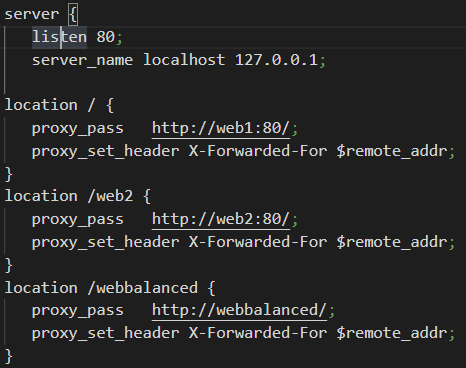 server {
listen 80;
server_name localhost 127.0.0.1;
location / {
proxy_pass http://web1:80/;
proxy_set_header X-Forwarded-For $remote_addr;
}
location /web2 {
proxy_pass http://web2:80/;
proxy_set_header X-Forwarded-For $remote_addr;
}
location /webbalanced {
proxy_pass http://webbalanced/;
proxy_set_header X-Forwarded-For $remote_addr;
}